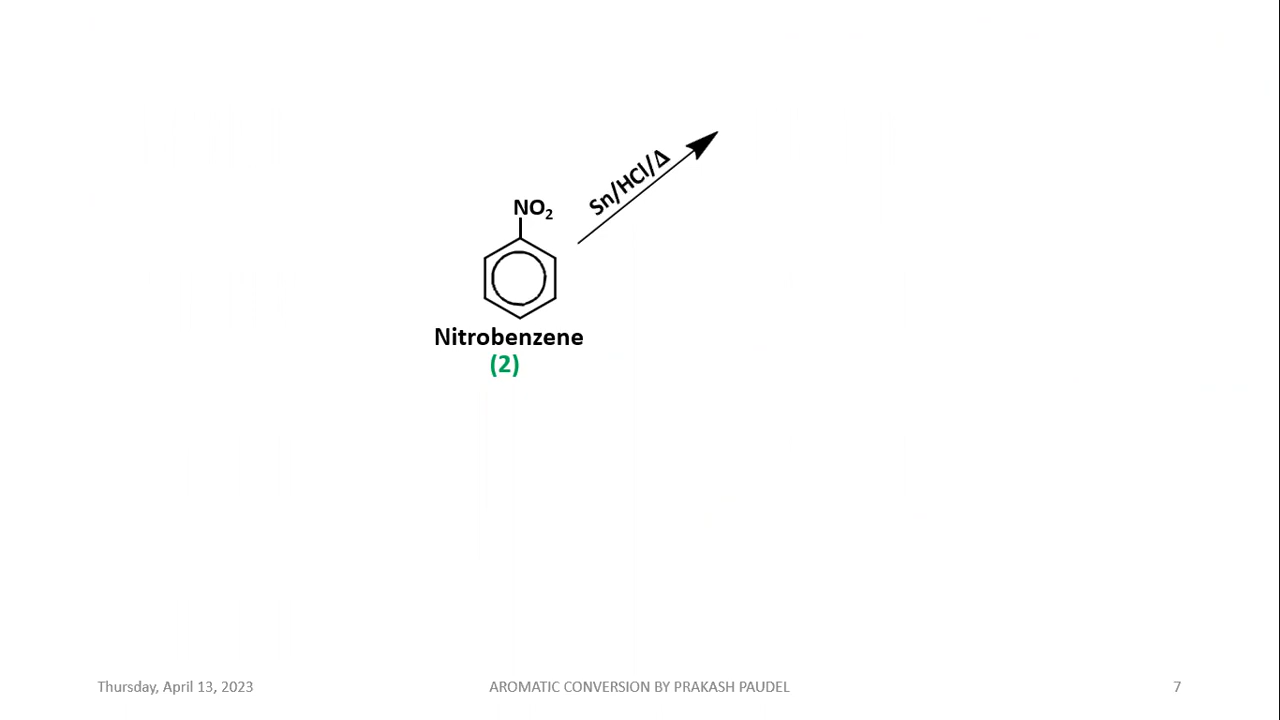 Sn/HCl/Δ
NO₂
Nitrobenzene
(2)
Thursday, April 13, 2023
AROMATIC CONVERSION BY PRAKASH PAUDEL
7